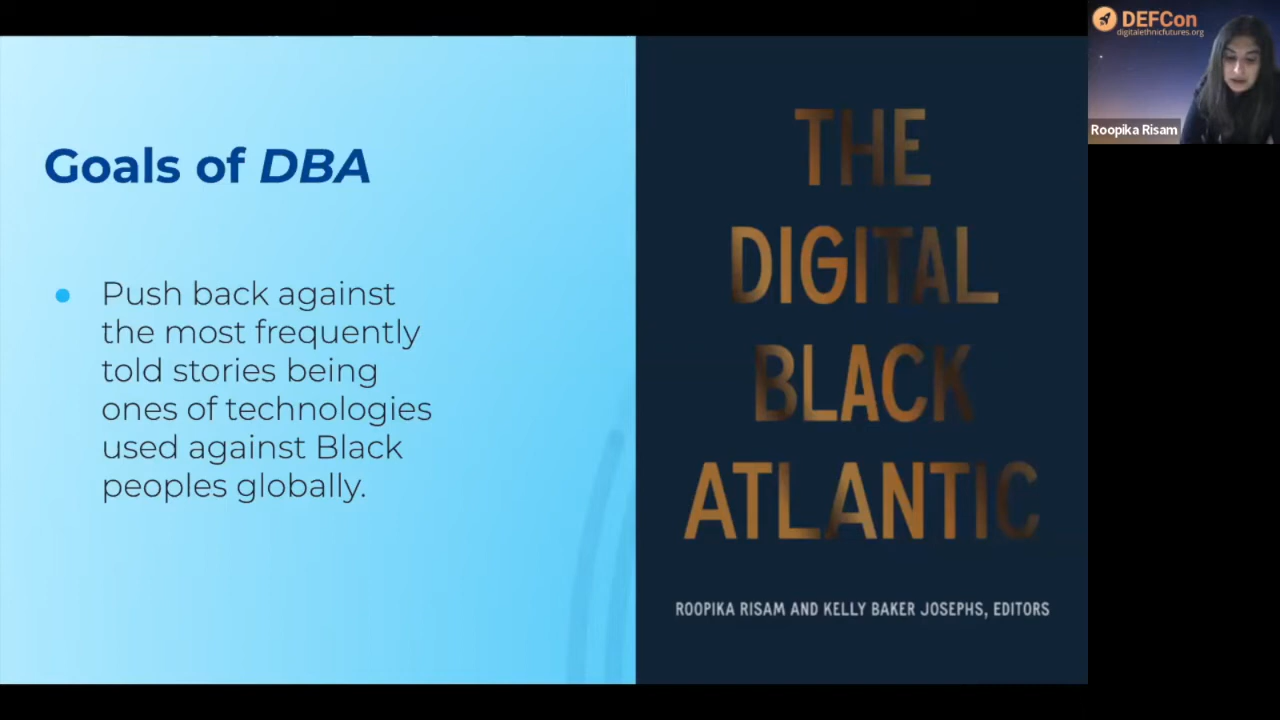 Goals of DBA
Push back against
the most frequently
told stories being
ones of technologies
used against Black
peoples globally.
THE
DIGITAL
BLACK
ATLANTIC
ROOPIKA RISAM AND KELLY BAKER JOSEPHS, EDITORS
DEFCon
digitalethnicfutures.org
Roopika Risam